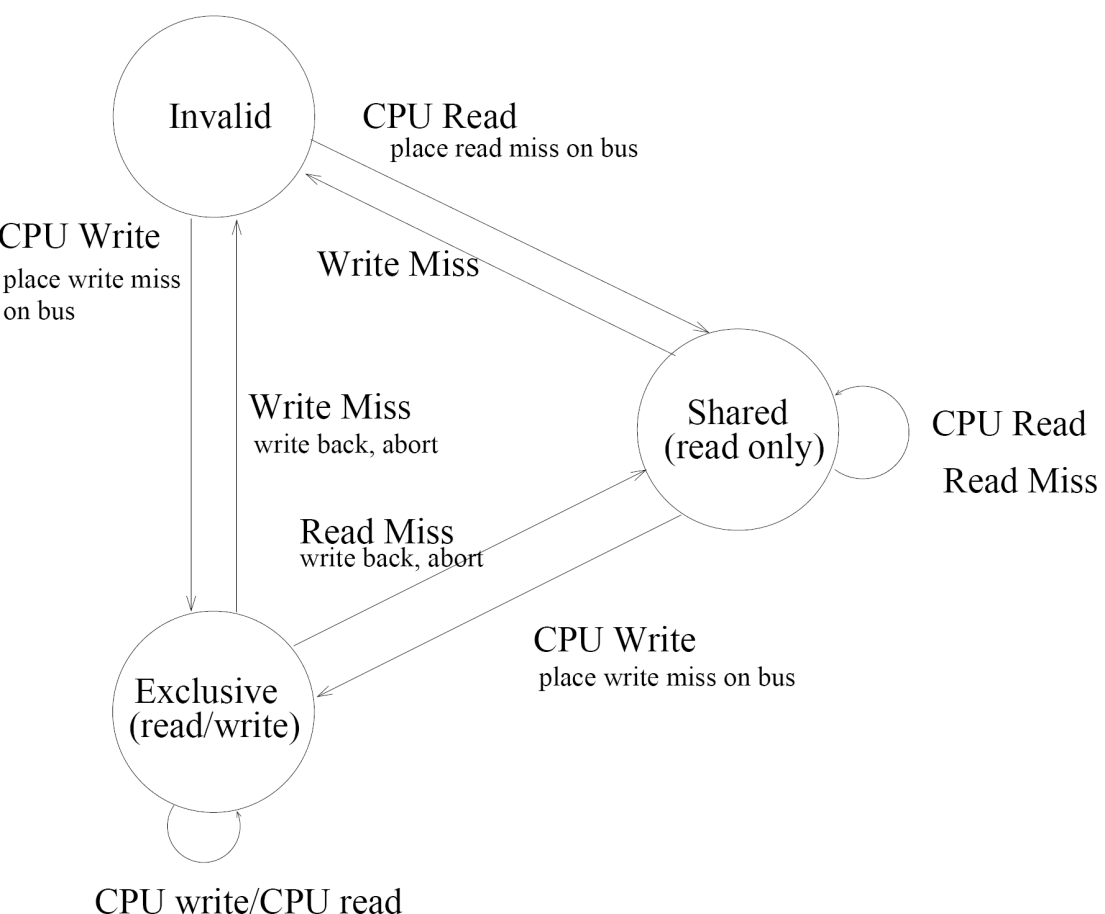 Invalid
CPU Read
place read miss on bus
CPU Write
place write miss
on bus
Write Miss
Write Miss
write back, abort
Shared
(read only)
CPU Read
Read Miss
Read Miss
write back, abort
CPU Write
place write miss on bus
Exclusive
(read/write)
CPU write/CPU read